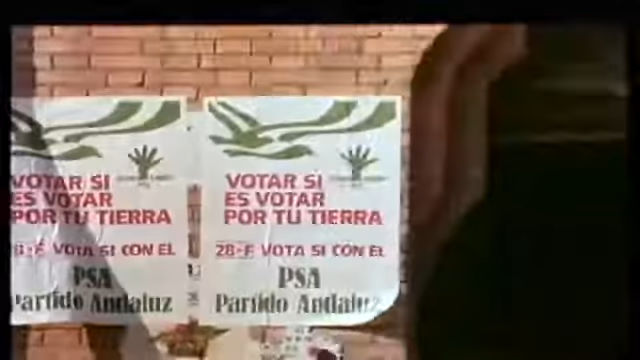 VOTAR SI
ES VOTAR
POR TU TIERRA
28-F VOTA SI CON EL
PSA
Partido Andaluz
VOTAR SI
ES VOTAR
POR TU TIERRA
28-F VOTA SI CON EL
PSA
Partido Andaluz